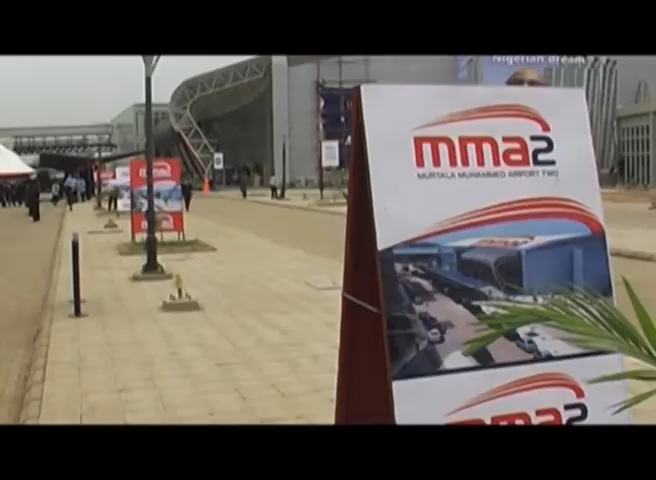 Nigerian dream
mma2
MURTALA MUHAMMED AIRPORT TWO
mma2